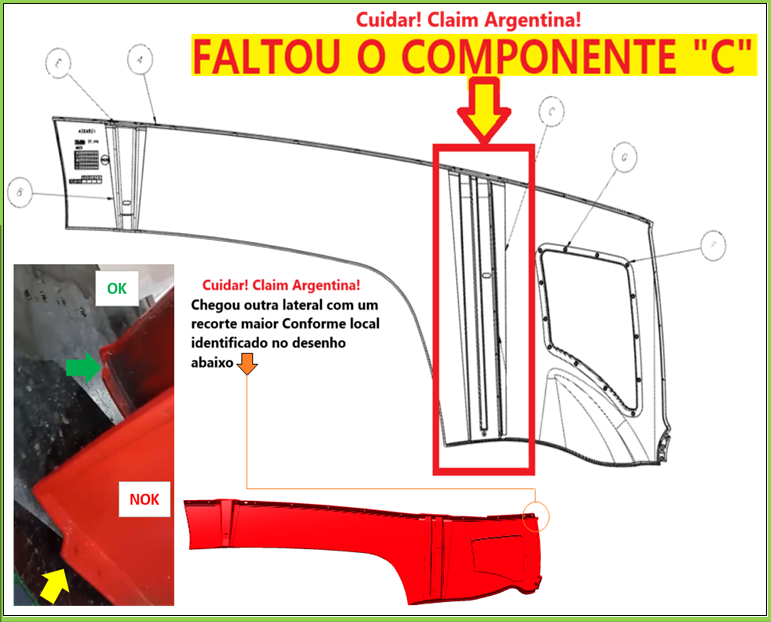 Cuidar! Claim Argentina!
FALTOU O COMPONENTE "C"
A
C
G
B
OK
Cuidar! Claim Argentina!
Chegou outra lateral com um
recorte maior Conforme local
identificado no desenho
abaixo
NOK